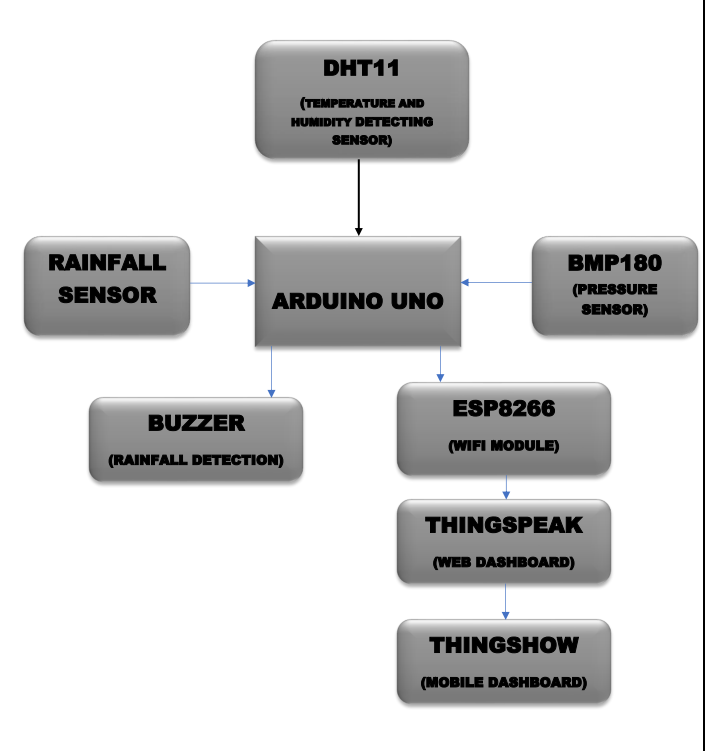 DHT11
(TEMPERATURE AND
HUMIDITY DETECTING
SENSOR)
RAINFALL
SENSOR
ARDUINO UNO
BMP180
(PRESSURE
SENSOR)
BUZZER
(RAINFALL DETECTION)
ESP8266
(WIFI MODULE)
THINGSPEAK
(WEB DASHBOARD)
THINGSHOW
(MOBILE DASHBOARD)